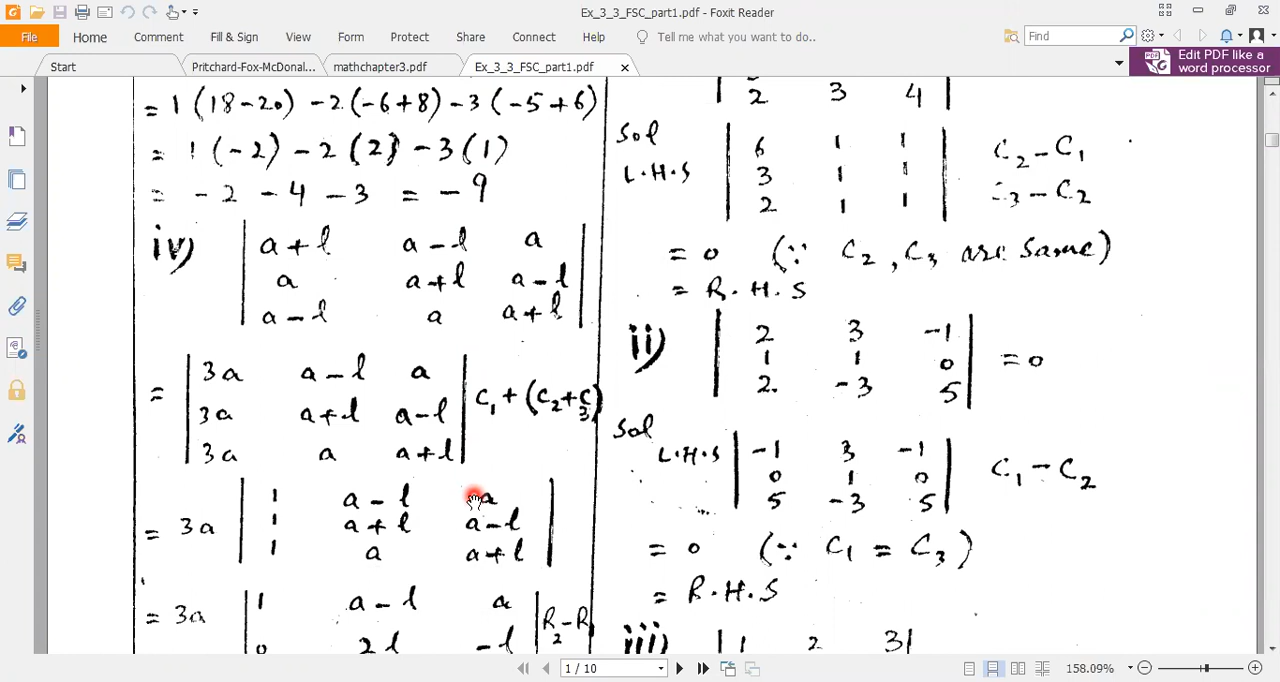 Ex_3_3_FSC_part1.pdf - Foxit Reader
File Home Comment Fill & Sign View Form Protect Share Connect Help Tell me what you want to do.. Find
Start Pritchard-Fox-McDonal... mathchapter3.pdf Ex_3_3_FSC_part1.pdf
Edit PDF like a
word processor
= 1 (18-20) -2 (-6+8) -3 (-5+6)
= 1 (-2) -2 (2) -3 (1)
= -2 -4 -3 = -9
iv) | a+l a-l a |
| a a+l a-l |
| a-l a a+l |
= | 3a a-l a |
| 3a a+l a-l | C1 + (C2+C3)
| 3a a a+l |
= 3a | 1 a-l a |
| 1 a+l a-l |
| 1 a a+l |
= 3a | 1 a-l a |
0 2l -l R2-R
| 2 3 4 |
Sol
L.H.S | 6 1 1 | C2-C1
| 3 1 1 |
| 2 1 1 | C3-C2
= 0 (∵ C2, C3 are same)
= R.H.S
ii) | 2 3 -1 |
| 1 1 0 | = 0
| 2 -3 5 |
Sol
L.H.S | -1 3 -1 |
| 0 1 0 | C1-C2
| 5 -3 5 |
= 0 (∵ C1 = C3)
= R.H.S
iii) | 1 2 3 |
1 / 10 158.09%